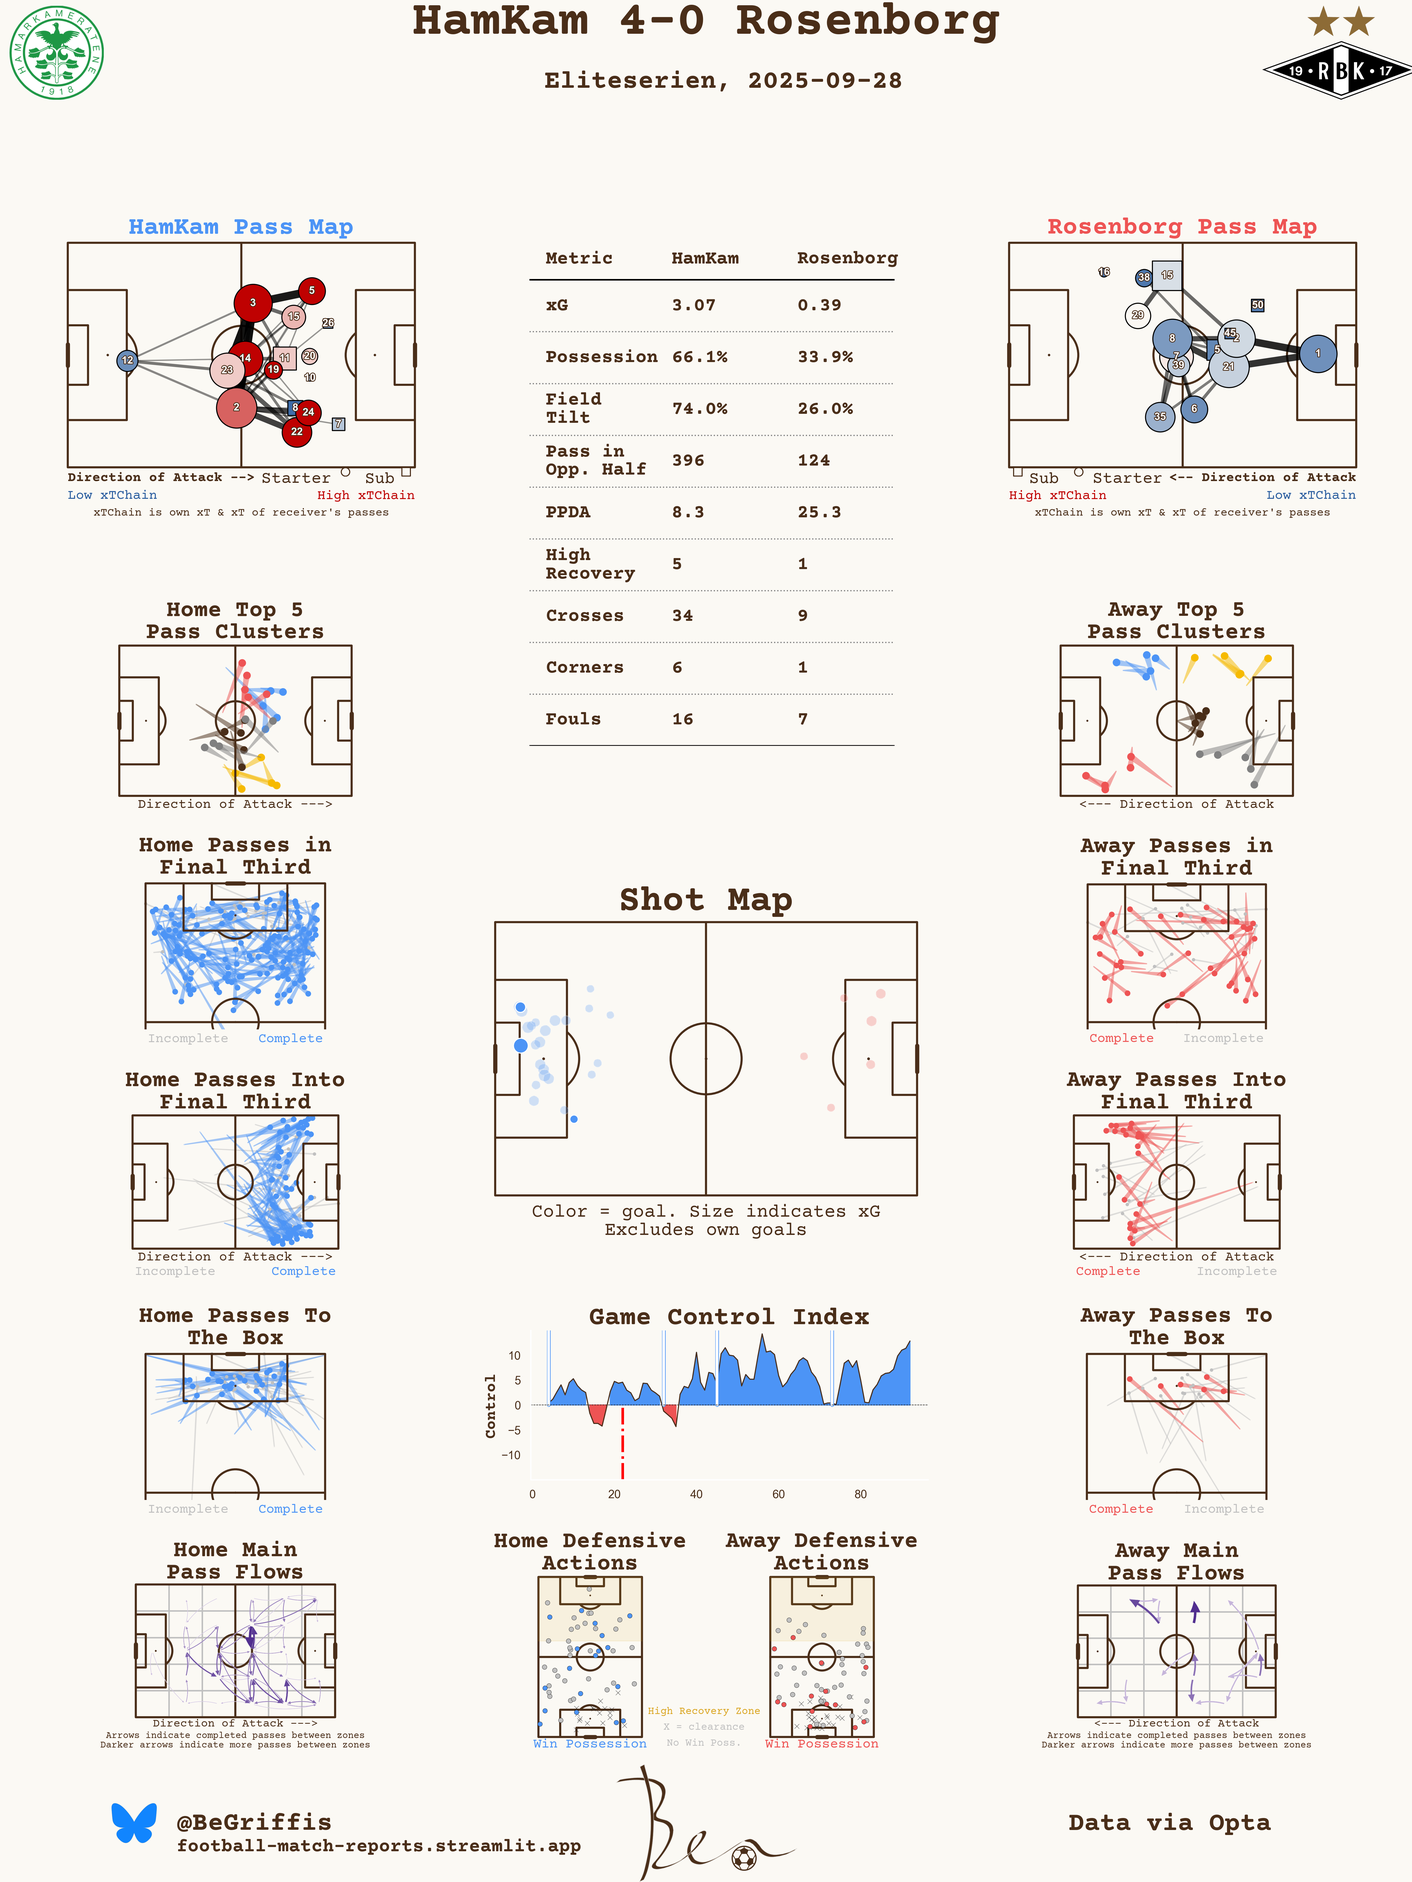 HamKam 4-0 Rosenborg
Eliteserien, 2025-09-28
HAMARKAMERATENE
1918
19 • RBK • 17
HamKam Pass Map
12
3
5
15
26
14
11
20
23
19
10
2
8
24
22
7
Direction of Attack --> Starter Sub
Low xTChain High xTChain
xTChain is own xT & xT of receiver's passes
Metric HamKam Rosenborg
xG 3.07 0.39
Possession 66.1% 33.9%
Field
Tilt 74.0% 26.0%
Pass in
Opp. Half 396 124
PPDA 8.3 25.3
High
Recovery 5 1
Crosses 34 9
Corners 6 1
Fouls 16 7
Rosenborg Pass Map
16
38
15
29
50
45
2
8
5
7
39
21
1
35
6
Sub Starter <-- Direction of Attack
High xTChain Low xTChain
xTChain is own xT & xT of receiver's passes
Home Top 5
Pass Clusters
Direction of Attack --->
Away Top 5
Pass Clusters
<--- Direction of Attack
Home Passes in
Final Third
Incomplete Complete
Away Passes in
Final Third
Complete Incomplete
Shot Map
Color = goal. Size indicates xG
Excludes own goals
Home Passes Into
Final Third
Direction of Attack --->
Incomplete Complete
Away Passes Into
Final Third
<--- Direction of Attack
Complete Incomplete
Home Passes To
The Box
Incomplete Complete
Game Control Index
Control
10
5
0
−5
−10
0 20 40 60 80
Away Passes To
The Box
Complete Incomplete
Home Main
Pass Flows
Direction of Attack --->
Arrows indicate completed passes between zones
Darker arrows indicate more passes between zones
Home Defensive
Actions
Win Possession
High Recovery Zone
X = clearance
No Win Poss.
Away Defensive
Actions
Win Possession
Away Main
Pass Flows
<--- Direction of Attack
Arrows indicate completed passes between zones
Darker arrows indicate more passes between zones
@BeGriffis
football-match-reports.streamlit.app
Ben
Data via Opta